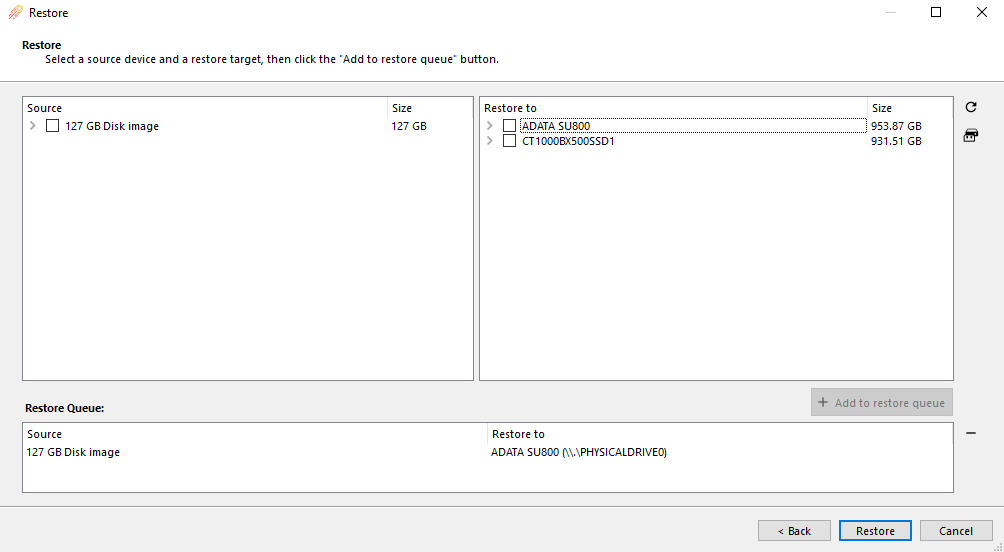 Restore
Restore
Select a source device and a restore target, then click the "Add to restore queue" button.
Source Size
127 GB Disk image 127 GB
Restore to Size
ADATA SU800 953.87 GB
CT1000BX500SSD1 931.51 GB
+ Add to restore queue
Restore Queue:
Source Restore to
127 GB Disk image ADATA SU800 (\\.\PHYSICALDRIVE0)
< Back Restore Cancel